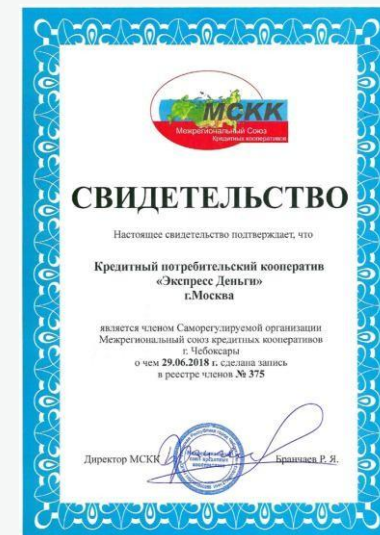 МСКК
Межрегиональный Союз
Кредитных кооперативов
СВИДЕТЕЛЬСТВО
Настоящее свидетельство подтверждает, что
Кредитный потребительский кооператив
«Экспресс Деньги»
г.Москва
является членом Саморегулируемой организации
Межрегиональный союз кредитных кооперативов
г. Чебоксары
о чем 29.06.2018 г. сделана запись
в реестре членов № 375
Директор МСКК
Бранчаев Р. Я.